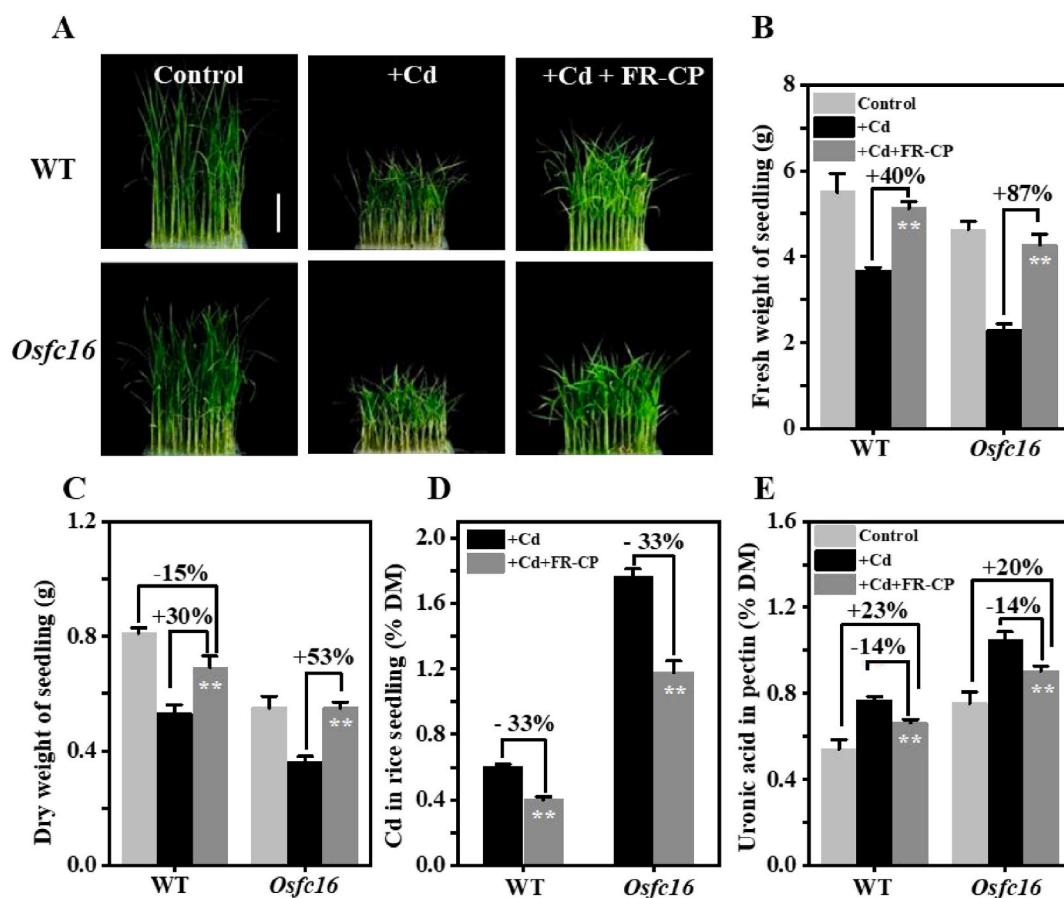 A
Control
+Cd
+Cd + FR-CP
WT
Osfc16
B
Fresh weight of seedling (g)
8
6
4
2
0
Control
+Cd
+Cd+FR-CP
+40%
+87%
**
**
WT
Osfc16
C
Dry weight of seedling (g)
1.2
0.8
0.4
0.0
-15%
+30%
+53%
**
**
WT
Osfc16
D
Cd in rice seedling (% DM)
2.0
1.6
1.2
0.8
0.4
0.0
+Cd
+Cd+FR-CP
- 33%
- 33%
**
**
WT
Osfc16
E
Uronic acid in pectin (% DM)
1.6
1.2
0.8
0.4
0.0
Control
+Cd
+Cd+FR-CP
+23%
-14%
+20%
-14%
**
**
WT
Osfc16